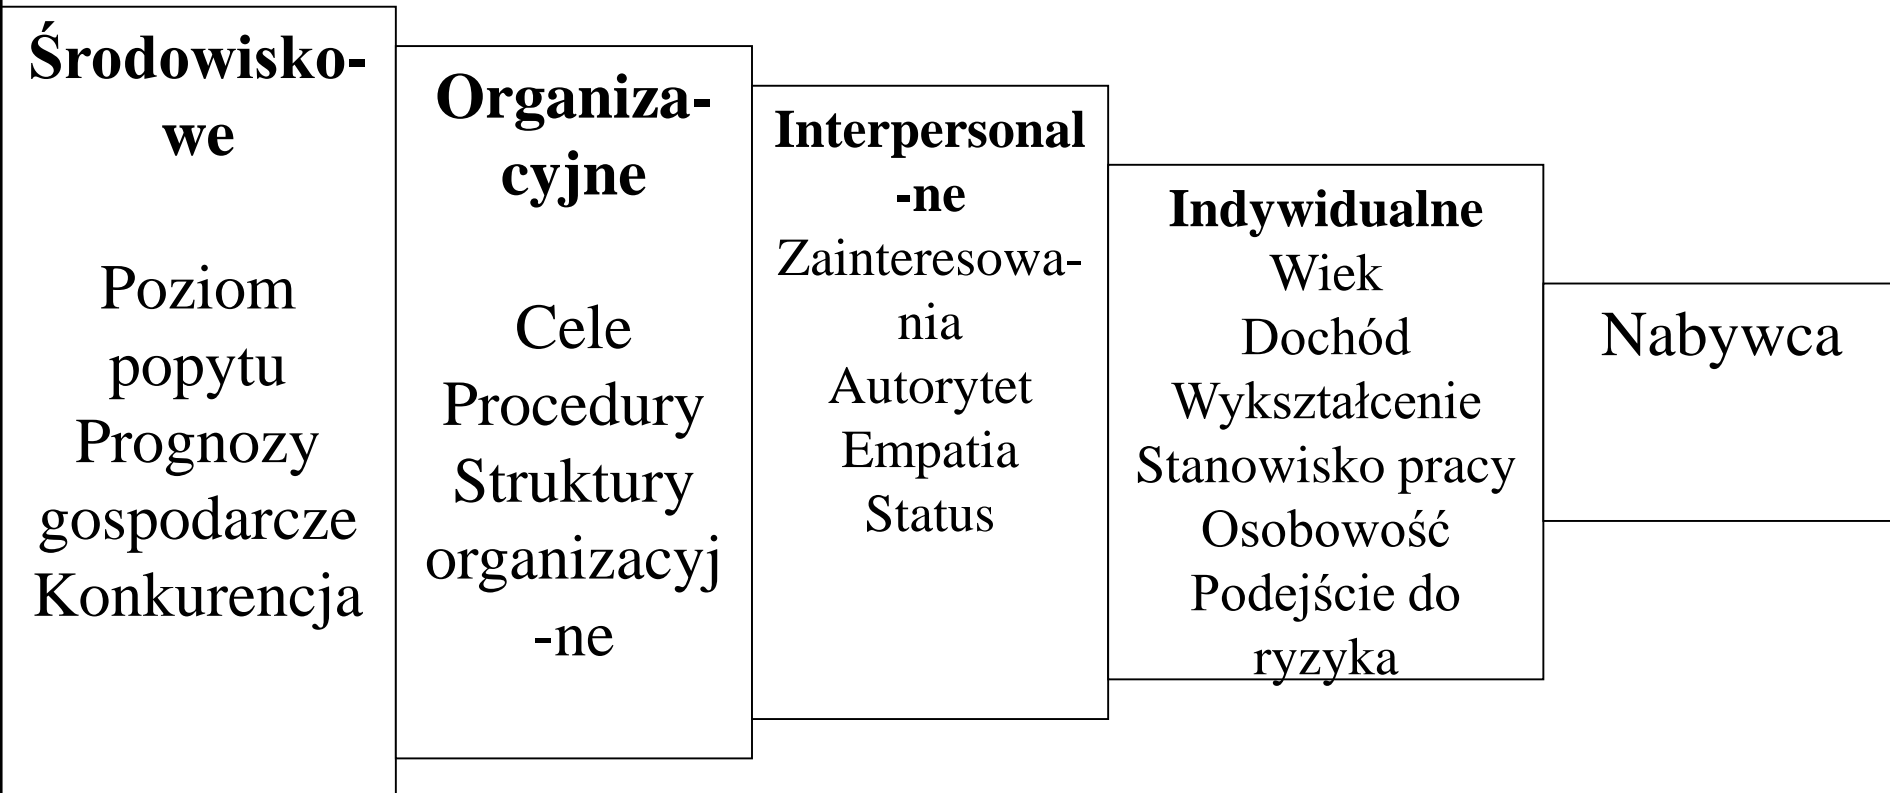 Środowisko-
we
Poziom
popytu
Prognozy
gospodarcze
Konkurencja
Organiza-
cyjne
Cele
Procedury
Struktury
organizacyj
-ne
Interpersonal
-ne
Zainteresowa-
nia
Autorytet
Empatia
Status
Indywidualne
Wiek
Dochód
Wykształcenie
Stanowisko pracy
Osobowość
Podejście do
ryzyka
Nabywca